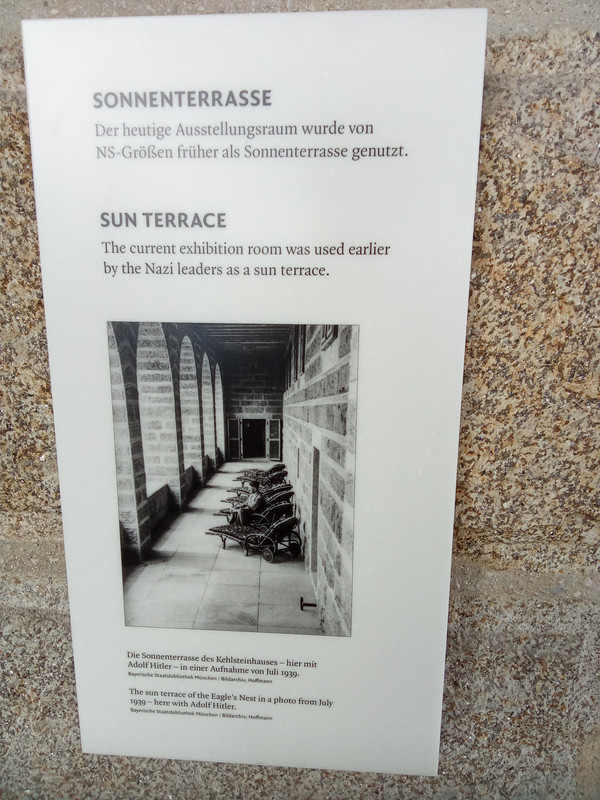 SONNENTERRASSE
Der heutige Ausstellungsraum wurde von
NS-Größen früher als Sonnenterrasse genutzt.
SUN TERRACE
The current exhibition room was used earlier
by the Nazi leaders as a sun terrace.
Die Sonnenterrasse des Kehlsteinhauses – hier mit
Adolf Hitler – in einer Aufnahme von Juli 1939.
Bayerische Staatsbibliothek München / Bildarchiv; Hoffmann
The sun terrace of the Eagle's Nest in a photo from July
1939 – here with Adolf Hitler.
Bayerische Staatsbibliothek München / Bildarchiv; Hoffmann